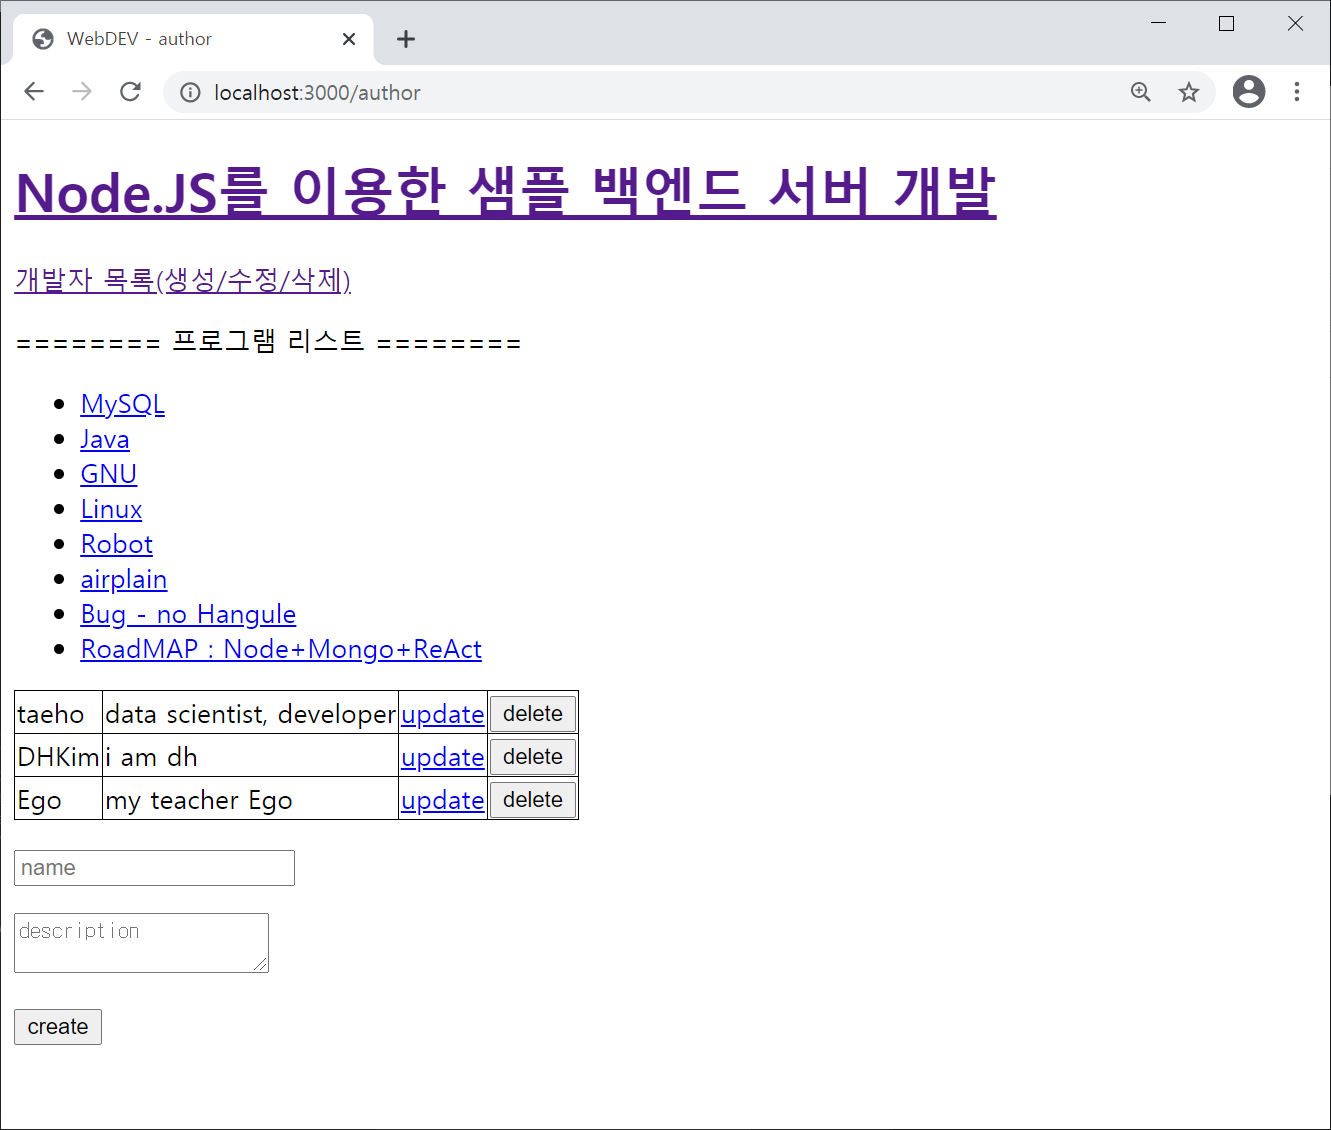 WebDEV - author
localhost:3000/author
Node.JS를 이용한 샘플 백엔드 서버 개발
개발자 목록(생성/수정/삭제)
======== 프로그램 리스트 ========
MySQL
Java
GNU
Linux
Robot
airplain
Bug - no Hangule
RoadMAP : Node+Mongo+ReAct
taeho data scientist, developer update delete
DHKim i am dh update delete
Ego my teacher Ego update delete
name
description
create